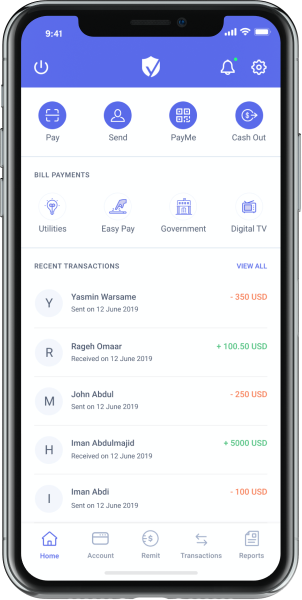 9:41
Pay Send PayMe Cash Out
BILL PAYMENTS
Utilities Easy Pay Government Digital TV
RECENT TRANSACTIONS VIEW ALL
Y Yasmin Warsame - 350 USD
Sent on 12 June 2019
R Rageh Omaar + 100.50 USD
Received on 12 June 2019
M John Abdul - 250 USD
Sent on 12 June 2019
H Iman Abdulmajid + 5000 USD
Received on 12 June 2019
I Iman Abdi - 100 USD
Sent on 12 June 2019
Home Account Remit Transactions Reports